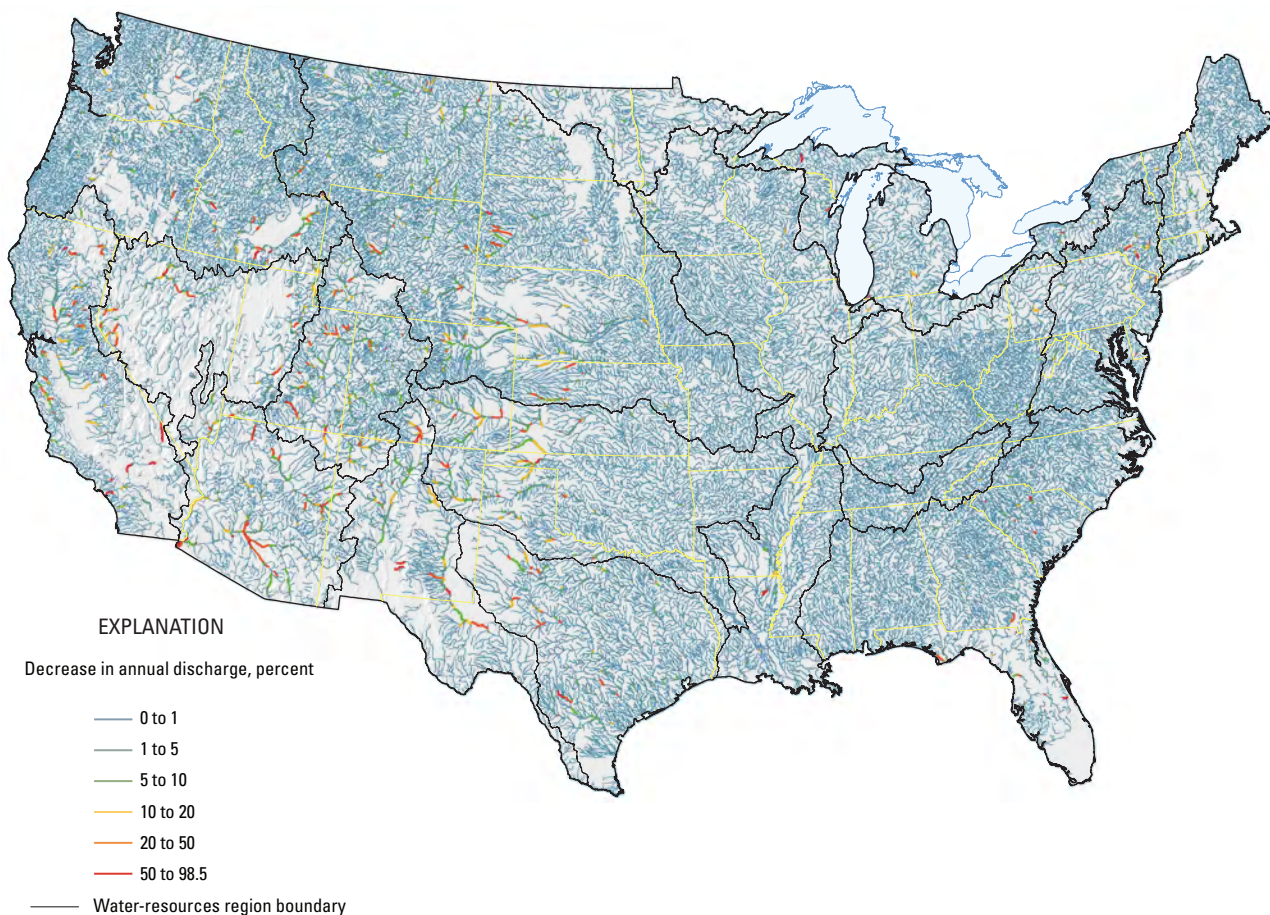 EXPLANATION
Decrease in annual discharge, percent
0 to 1
1 to 5
5 to 10
10 to 20
20 to 50
50 to 98.5
Water-resources region boundary